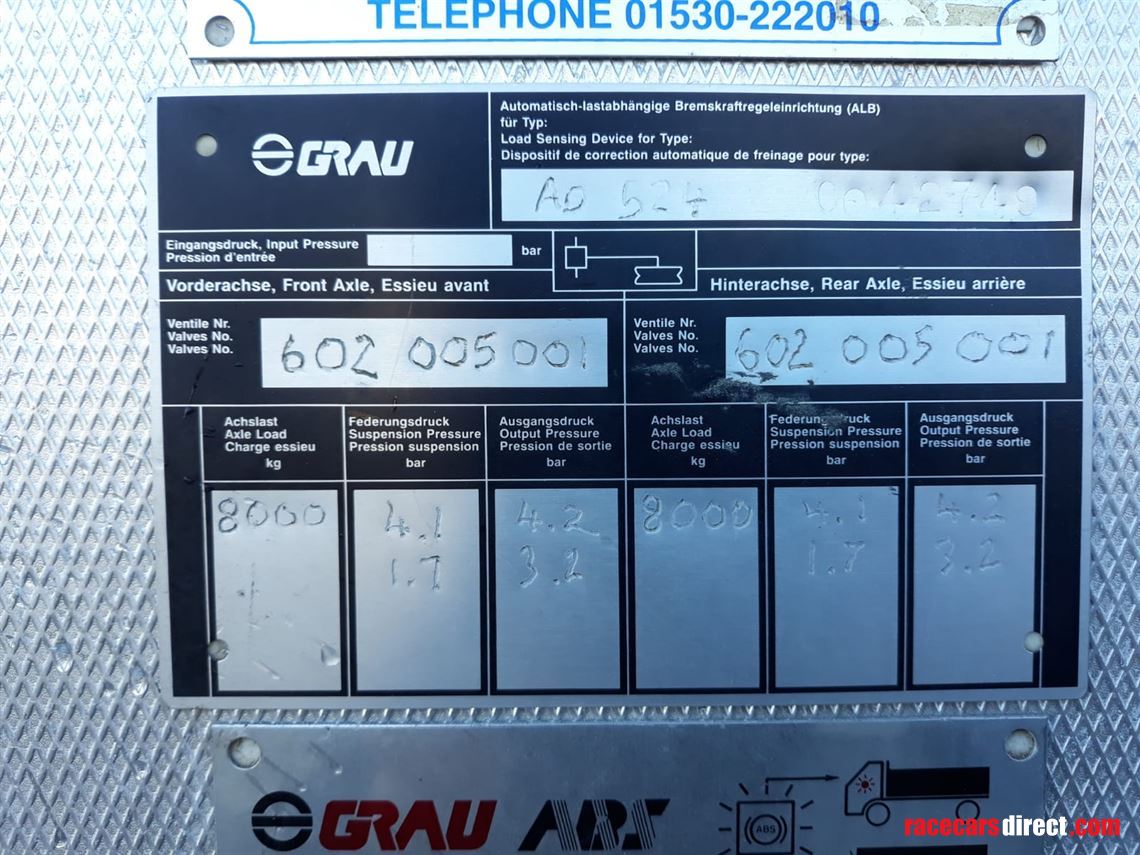 TELEPHONE 01530-222010
GRAU
Automatisch-lastabhängige Bremskraftregeleinrichtung (ALB)
für Typ:
Load Sensing Device for Type:
Dispositif de correction automatique de freinage pour type:
AD 524 C042749
Eingangsdruck, Input Pressure
Pression d'entrée
bar
Vorderachse, Front Axle, Essieu avant
Hinterachse, Rear Axle, Essieu arrière
Ventile Nr.
Valves No.
Valves No.
602 005 001
Ventile Nr.
Valves No.
Valves No.
602 005 001
Achslast
Axle Load
Charge essieu
kg
Federungsdruck
Suspension Pressure
Pression suspension
bar
Ausgangsdruck
Output Pressure
Pression de sortie
bar
Achslast
Axle Load
Charge essieu
kg
Federungsdruck
Suspension Pressure
Pression suspension
bar
Ausgangsdruck
Output Pressure
Pression de sortie
bar
8000 4.1 4.2 8000 4.1 4.2
1.7 3.2 1.7 3.2
GRAU ABS
ABS
racecarsdirect.com